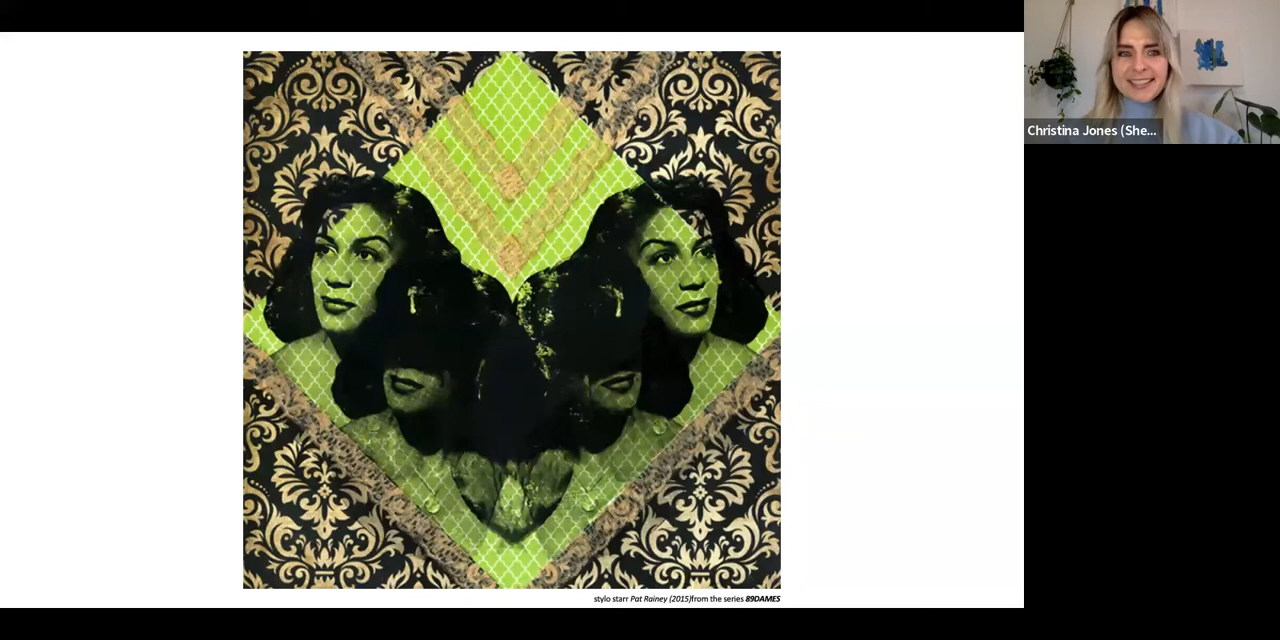 Christina Jones (She...
stylo starr Pat Rainey (2015)from the series 89DAMES